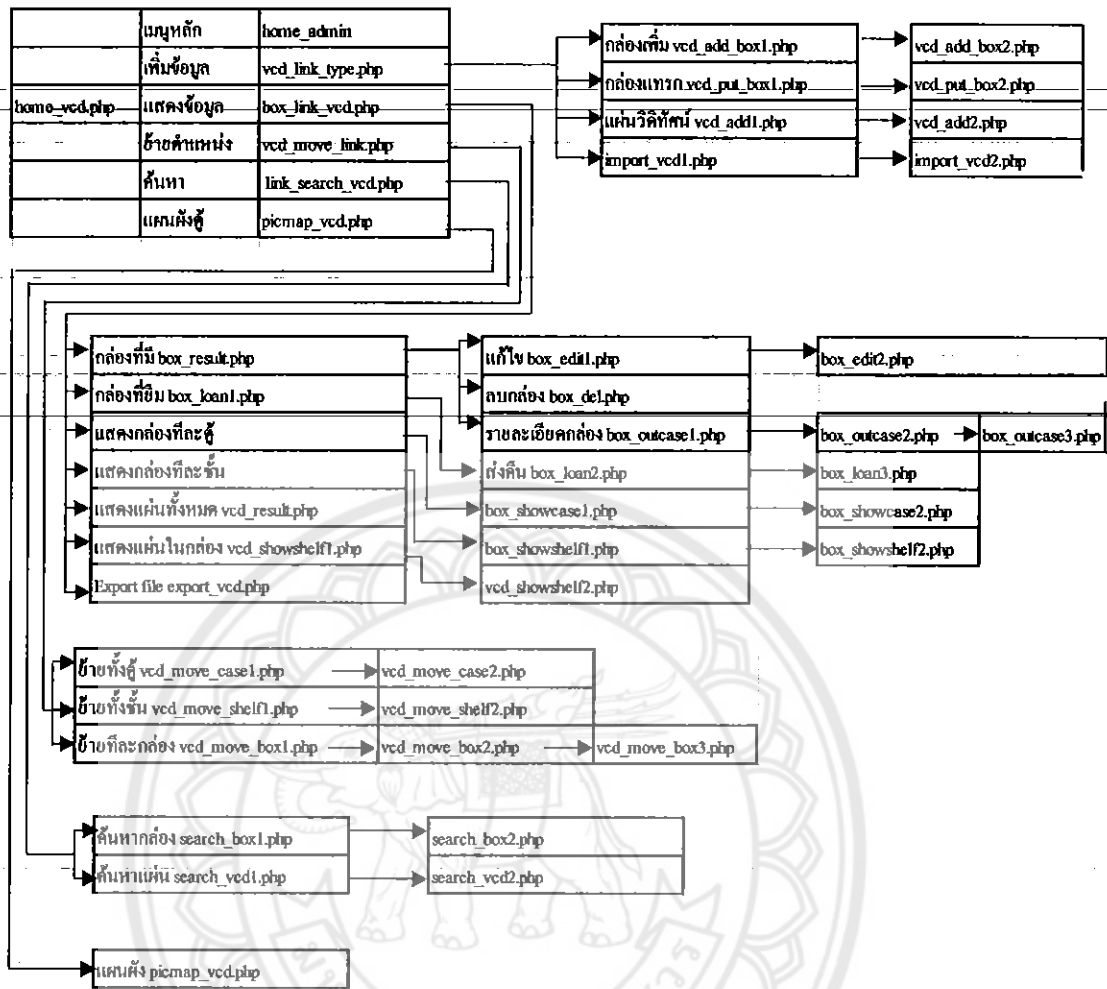 เมนูหลัก home_admin
เพิ่มข้อมูล vcd_link_type.php
home_vcd.php แสดงข้อมูล box_link_vcd.php
ย้ายตำแหน่ง vcd_move_link.php
ค้นหา link_search_vcd.php
แผนผังตู้ picmap_vcd.php
กล่องเพิ่ม vcd_add_box1.php vcd_add_box2.php
กล่องแทรก vcd_put_box1.php vcd_put_box2.php
แผ่นวีดิทัศน์ vcd_add1.php vcd_add2.php
import_vcd1.php import_vcd2.php
กล่องที่มี box_result.php แก้ไข box_edit1.php box_edit2.php
กล่องที่ยืม box_loan1.php ลบกล่อง box_del.php
แสดงกล่องทีละตู้ รายละเอียดกล่อง box_outcase1.php box_outcase2.php box_outcase3.php
แสดงกล่องทีละชั้น ส่งคืน box_loan2.php box_loan3.php
แสดงแผ่นทั้งหมด vcd_result.php box_showcase1.php box_showcase2.php
แสดงแผ่นในกล่อง vcd_showshelf1.php box_showshelf1.php box_showshelf2.php
Export file export_vcd.php vcd_showshelf2.php
ย้ายทั้งตู้ vcd_move_case1.php vcd_move_case2.php
ย้ายทั้งชั้น vcd_move_shelf1.php vcd_move_shelf2.php
ย้ายทีละกล่อง vcd_move_box1.php vcd_move_box2.php vcd_move_box3.php
ค้นหากล่อง search_box1.php search_box2.php
ค้นหาแผ่น search_vcd1.php search_vcd2.php
แผนผัง picmap_vcd.php